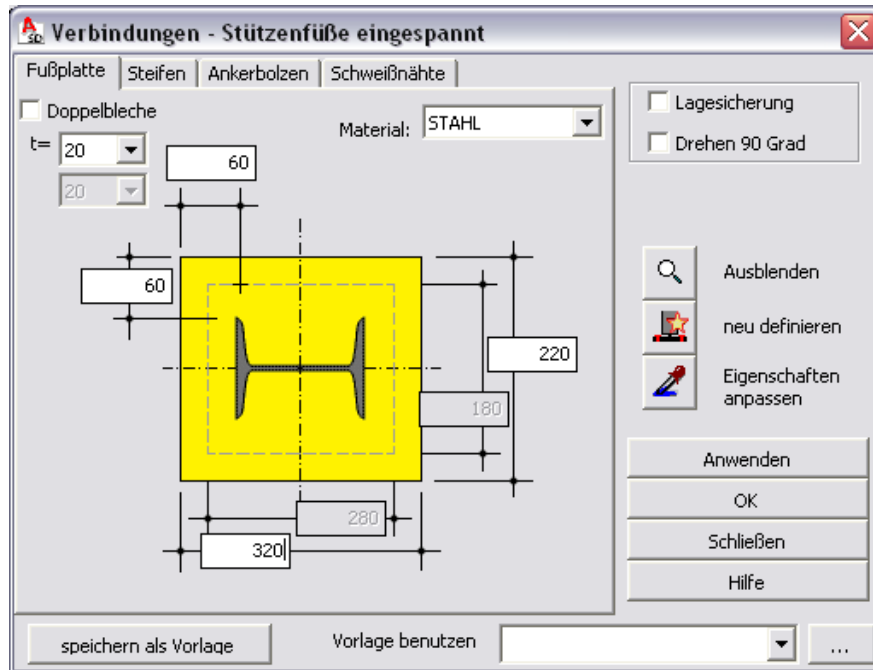 Verbindungen - Stützenfüße eingespannt
Fußplatte Steifen Ankerbolzen Schweißnähte
Doppelbleche
t= 20
20
Material: STAHL
60
60
220
180
280
320
Lagesicherung
Drehen 90 Grad
Ausblenden
neu definieren
Eigenschaften
anpassen
Anwenden
OK
Schließen
Hilfe
speichern als Vorlage
Vorlage benutzen
...